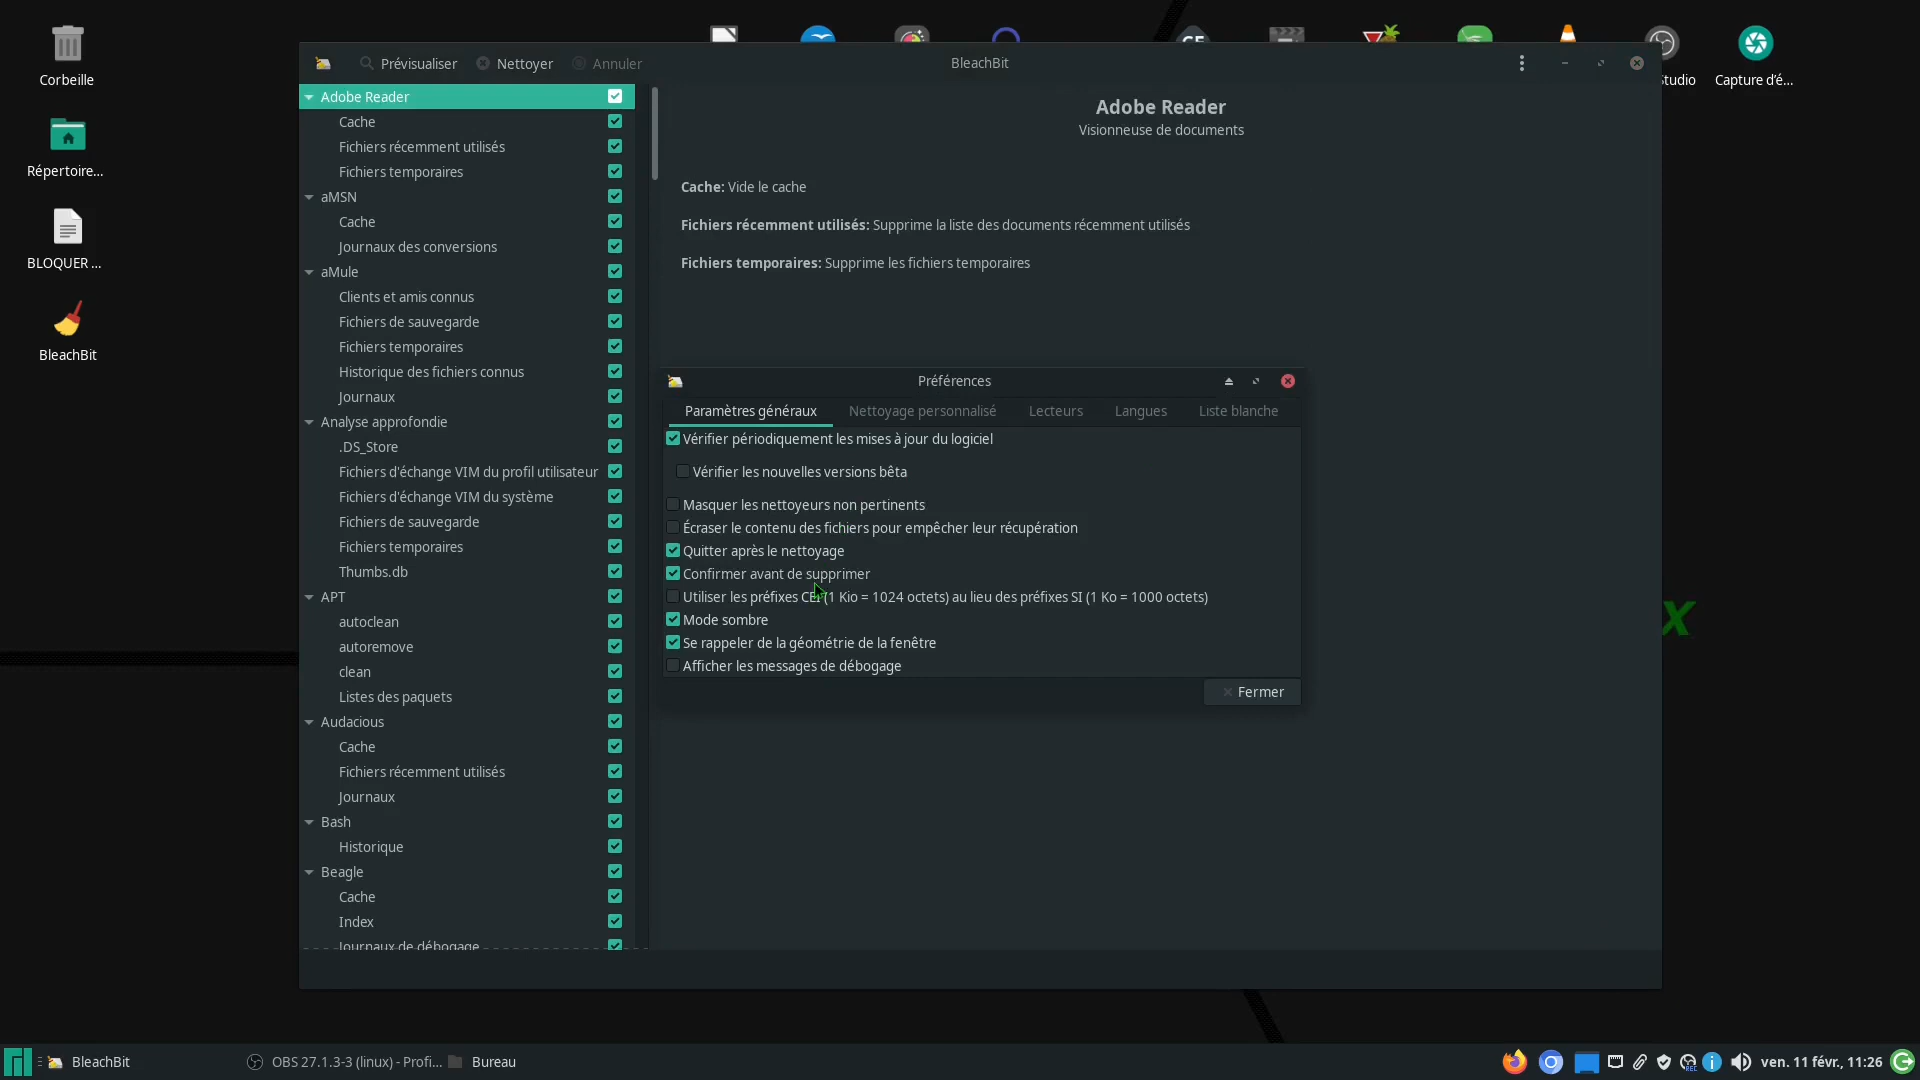 Corbeille
Répertoire...
BLOQUER ...
BleachBit
Studio
Capture d'é...
Prévisualiser
Nettoyer
Annuler
BleachBit
Adobe Reader
Cache
Fichiers récemment utilisés
Fichiers temporaires
aMSN
Cache
Journaux des conversions
aMule
Clients et amis connus
Fichiers de sauvegarde
Fichiers temporaires
Historique des fichiers connus
Journaux
Analyse approfondie
.DS_Store
Fichiers d'échange VIM du profil utilisateur
Fichiers d'échange VIM du système
Fichiers de sauvegarde
Fichiers temporaires
Thumbs.db
APT
autoclean
autoremove
clean
Listes des paquets
Audacious
Cache
Fichiers récemment utilisés
Journaux
Bash
Historique
Beagle
Cache
Index
Journaux de débogage
Adobe Reader
Visionneuse de documents
Cache: Vide le cache
Fichiers récemment utilisés: Supprime la liste des documents récemment utilisés
Fichiers temporaires: Supprime les fichiers temporaires
Préférences
Paramètres généraux
Nettoyage personnalisé
Lecteurs
Langues
Liste blanche
Vérifier périodiquement les mises à jour du logiciel
Vérifier les nouvelles versions bêta
Masquer les nettoyeurs non pertinents
Écraser le contenu des fichiers pour empêcher leur récupération
Quitter après le nettoyage
Confirmer avant de supprimer
Utiliser les préfixes CEI (1 Kio = 1024 octets) au lieu des préfixes SI (1 Ko = 1000 octets)
Mode sombre
Se rappeler de la géométrie de la fenêtre
Afficher les messages de débogage
Fermer
X
BleachBit
OBS 27.1.3-3 (linux) - Profi...
Bureau
REC
ven. 11 févr., 11:26